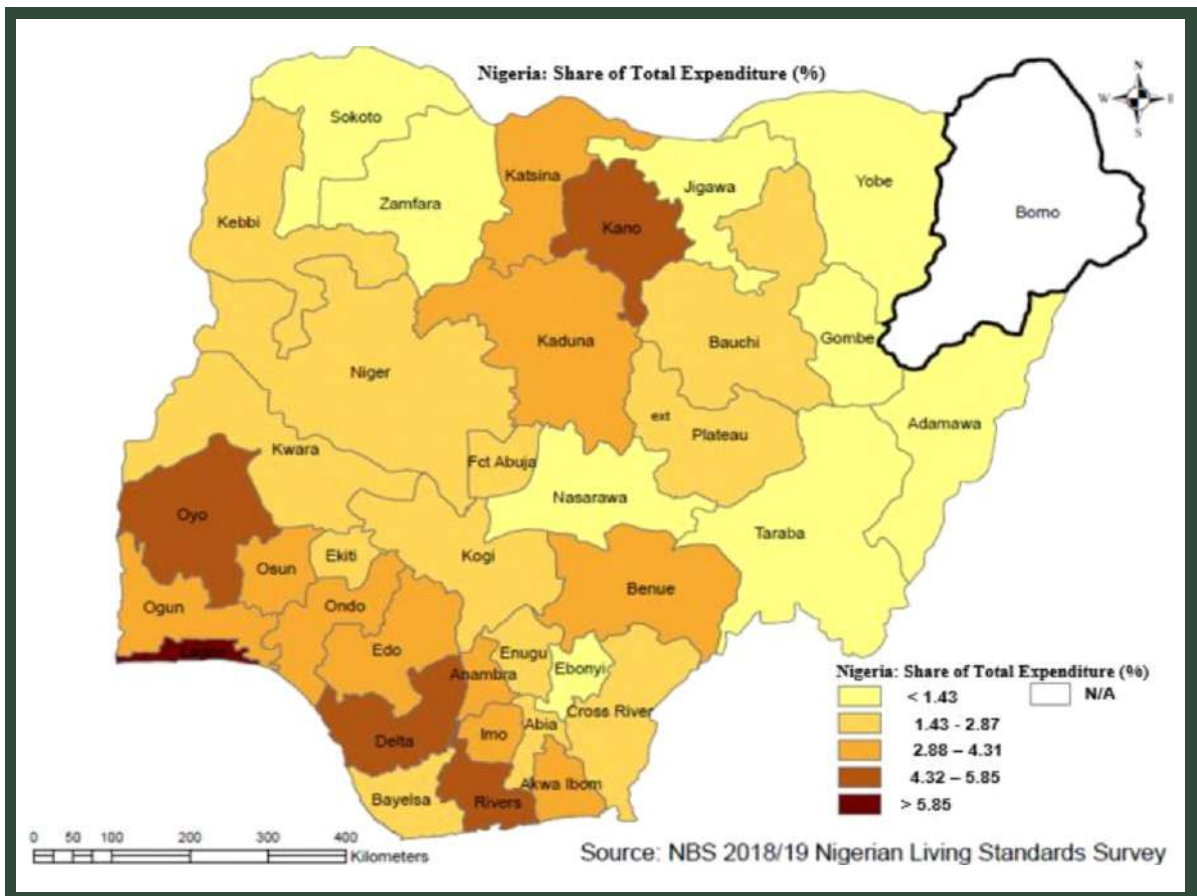 Nigeria: Share of Total Expenditure (%)
N
W E
S
Sokoto
Katsina
Jigawa
Yobe
Borno
Zamfara
Kebbi
Kano
Gombe
Kaduna
Bauchi
Niger
ext
Plateau
Adamawa
Kwara
Fct Abuja
Nasarawa
Oyo
Taraba
Kogi
Ekiti
Osun
Benue
Ogun
Ondo
Edo
Enugu
Lagos
Anambra
Ebonyi
Cross River
Abia
Imo
Delta
Akwa Ibom
Bayelsa
Rivers
Nigeria: Share of Total Expenditure (%)
< 1.43 N/A
1.43 - 2.87
2.88 – 4.31
4.32 – 5.85
> 5.85
0 50 100 200 300 400
Kilometers
Source: NBS 2018/19 Nigerian Living Standards Survey